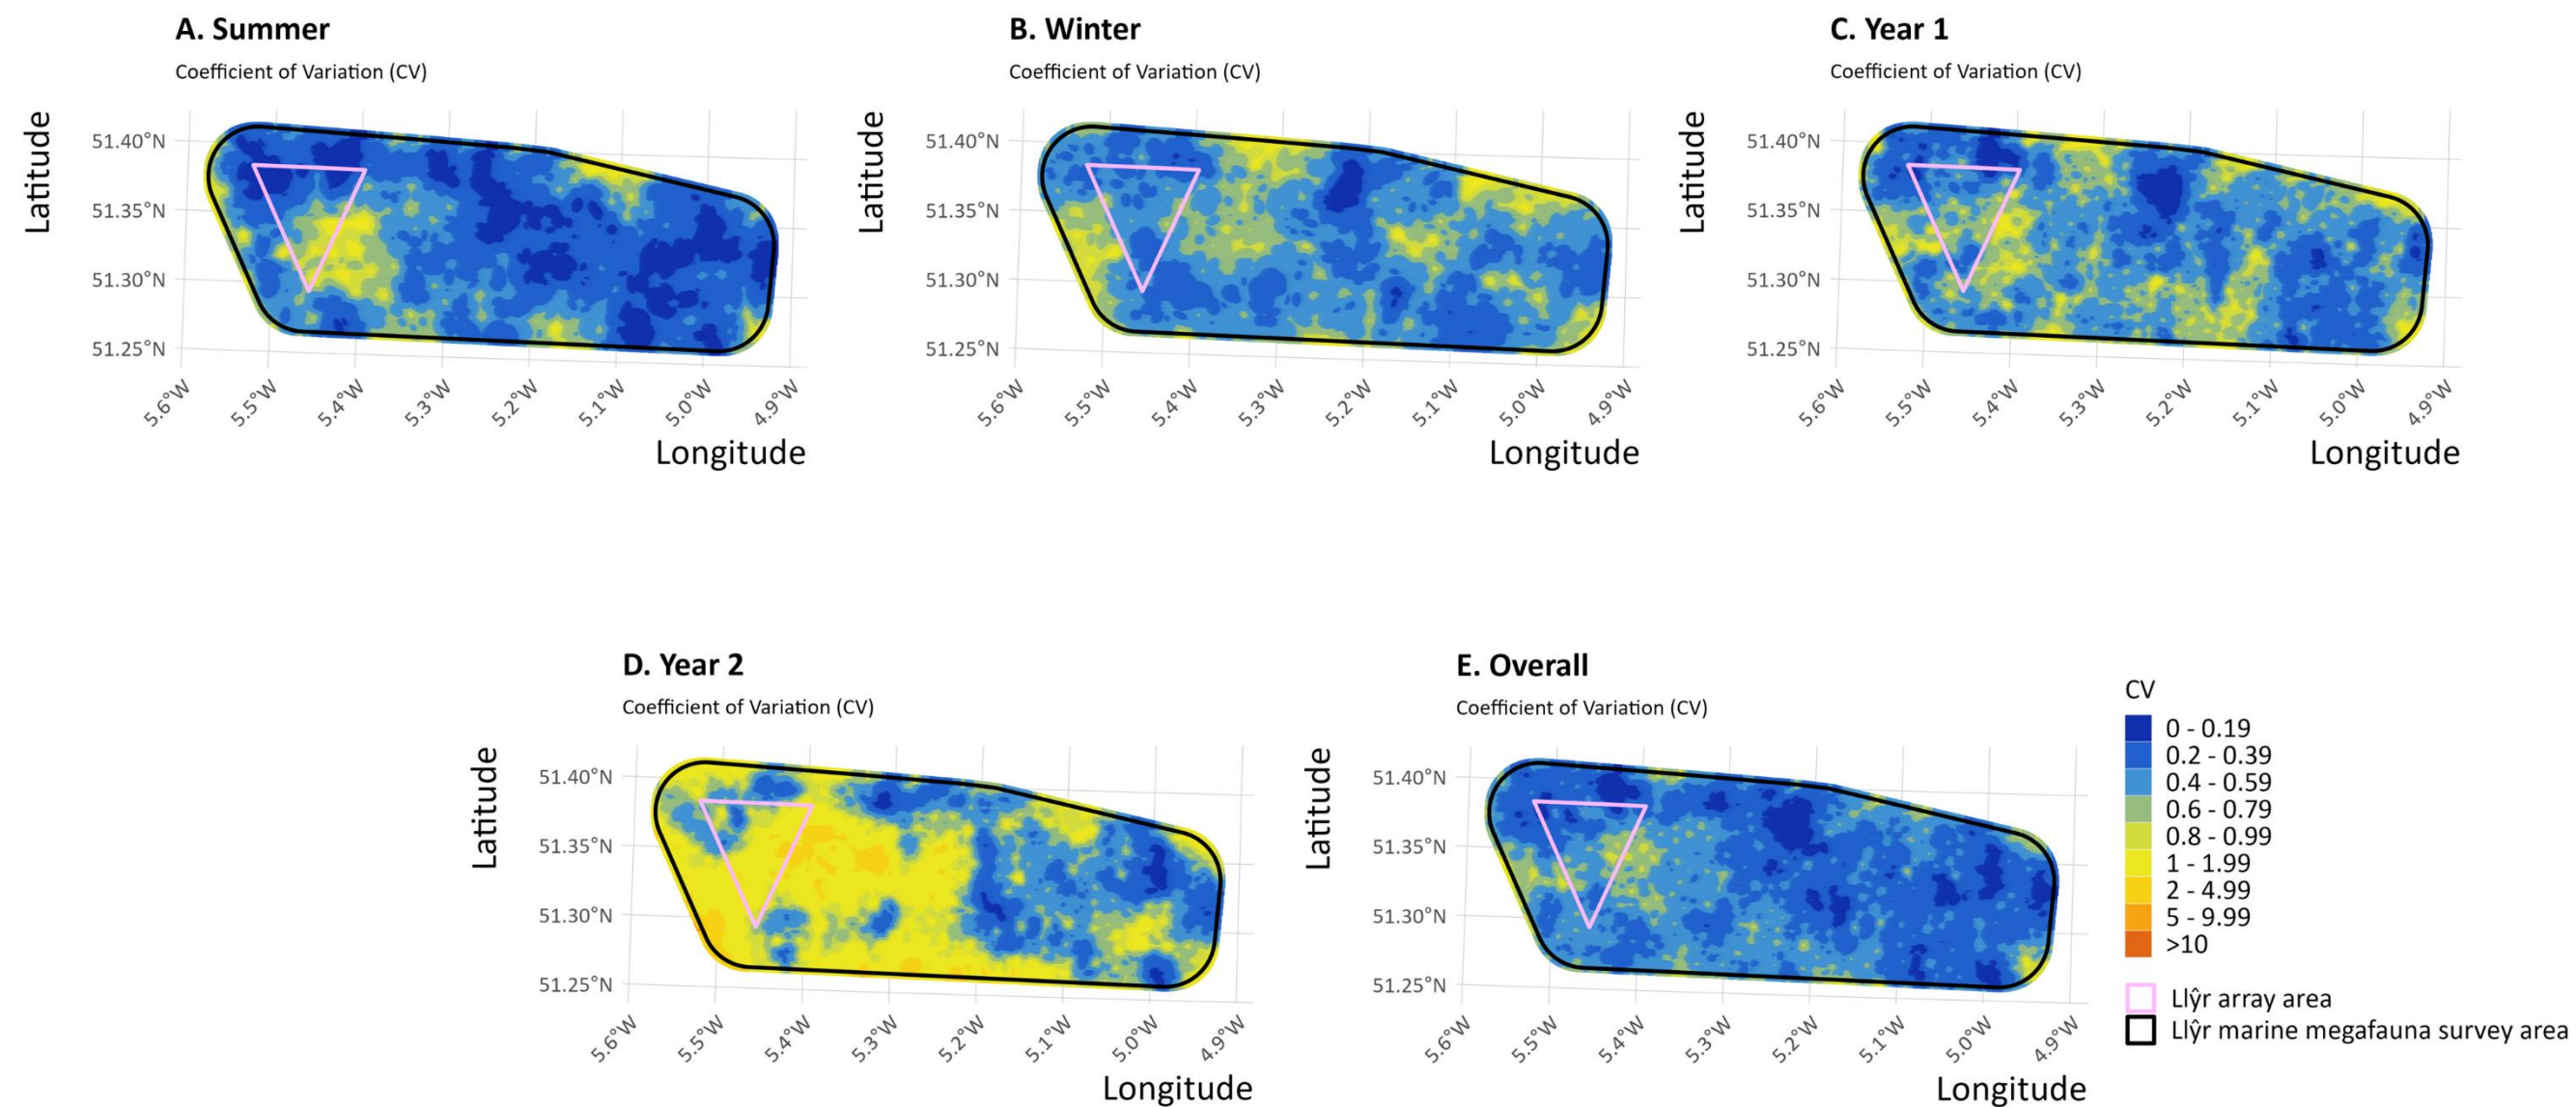 A. Summer
Coefficient of Variation (CV)
Latitude
51.40°N
51.35°N
51.30°N
51.25°N
5.6°W
5.5°W
5.4°W
5.3°W
5.2°W
5.1°W
5.0°W
4.9°W
Longitude
B. Winter
Coefficient of Variation (CV)
Latitude
51.40°N
51.35°N
51.30°N
51.25°N
5.6°W
5.5°W
5.4°W
5.3°W
5.2°W
5.1°W
5.0°W
4.9°W
Longitude
C. Year 1
Coefficient of Variation (CV)
Latitude
51.40°N
51.35°N
51.30°N
51.25°N
5.6°W
5.5°W
5.4°W
5.3°W
5.2°W
5.1°W
5.0°W
4.9°W
Longitude
D. Year 2
Coefficient of Variation (CV)
Latitude
51.40°N
51.35°N
51.30°N
51.25°N
5.6°W
5.5°W
5.4°W
5.3°W
5.2°W
5.1°W
5.0°W
4.9°W
Longitude
E. Overall
Coefficient of Variation (CV)
Latitude
51.40°N
51.35°N
51.30°N
51.25°N
5.6°W
5.5°W
5.4°W
5.3°W
5.2°W
5.1°W
5.0°W
4.9°W
Longitude
CV
0 - 0.19
0.2 - 0.39
0.4 - 0.59
0.6 - 0.79
0.8 - 0.99
1 - 1.99
2 - 4.99
5 - 9.99
>10
Llŷr array area
Llŷr marine megafauna survey area